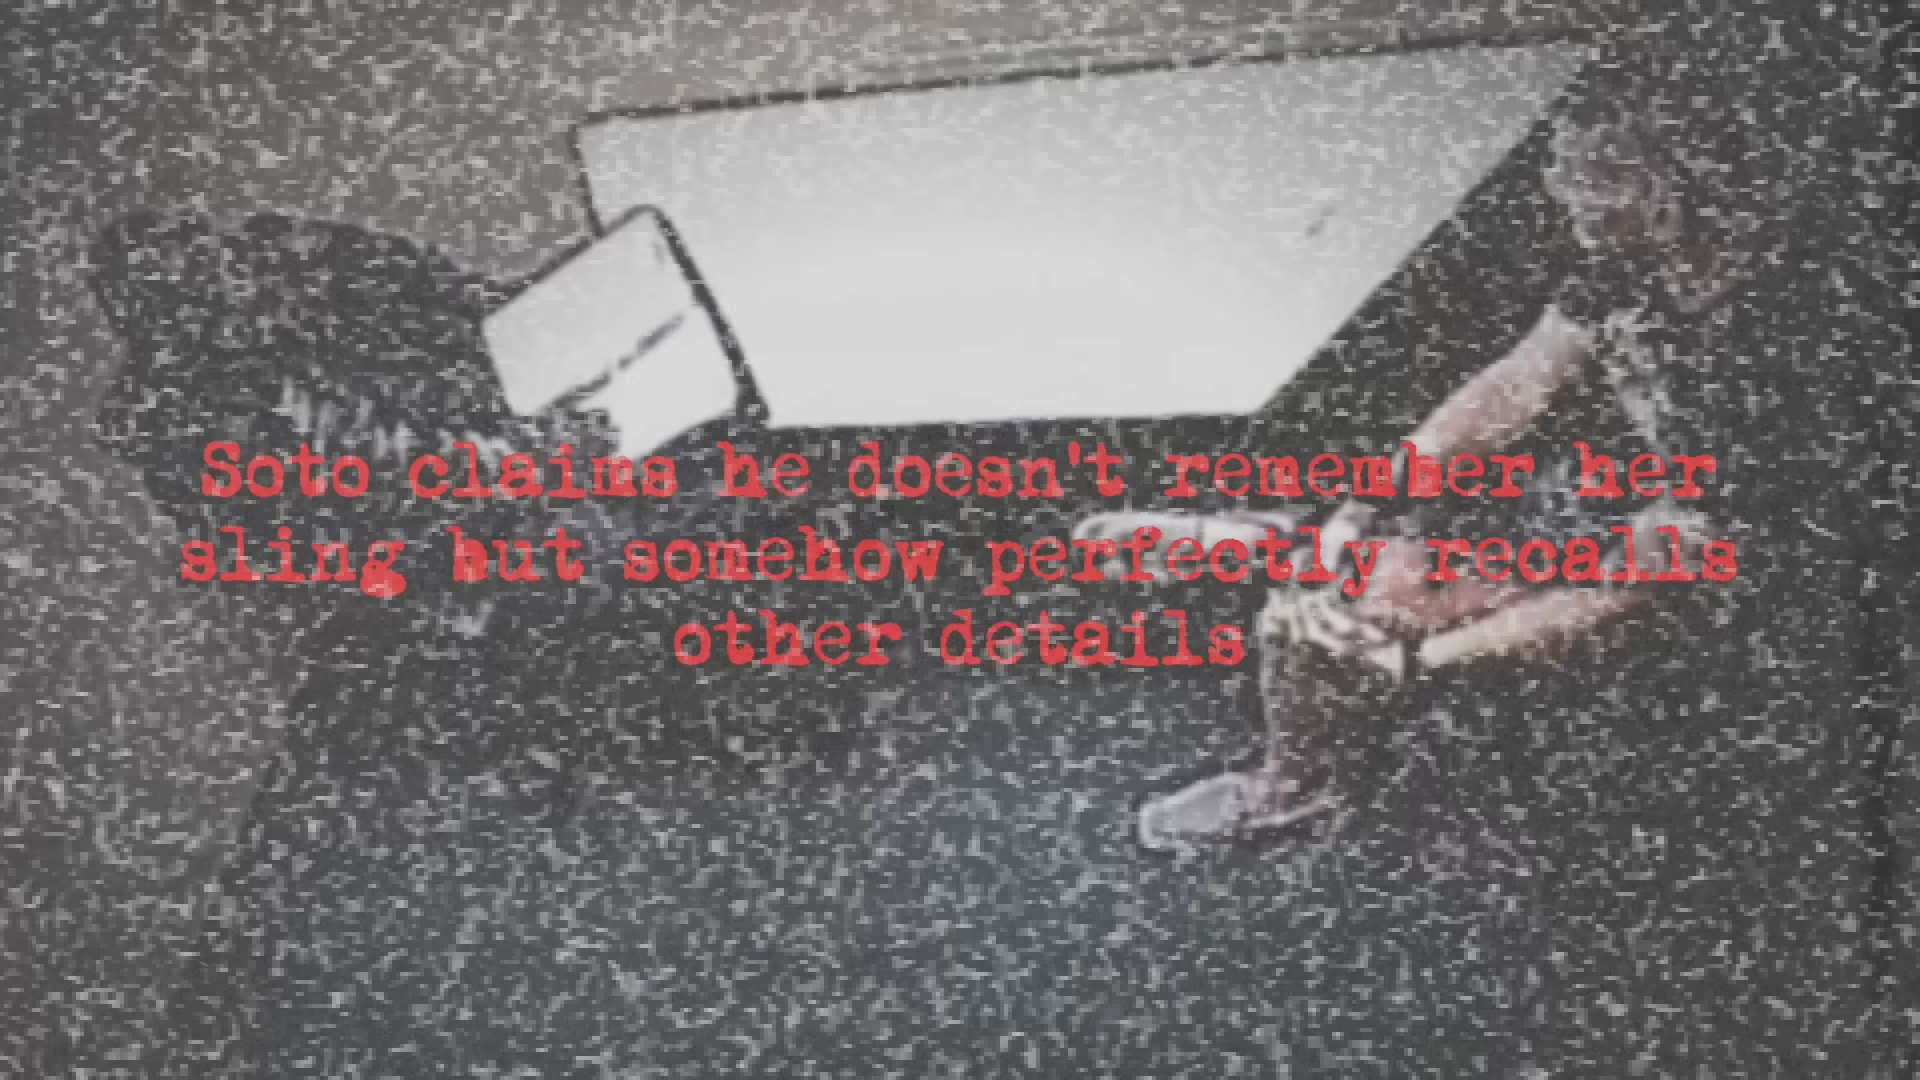 Soto claims he doesn't remember her
sling but somehow perfectly recalls
other details